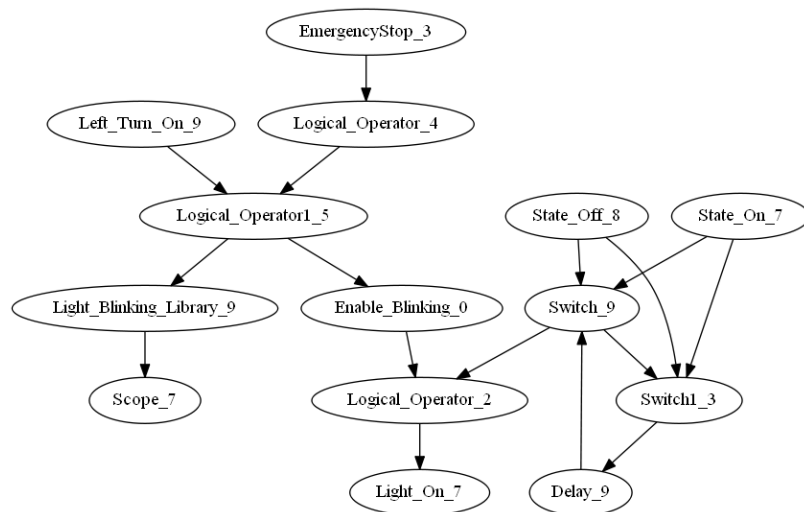 EmergencyStop_3
Left_Turn_On_9
Logical_Operator_4
Logical_Operator1_5
State_Off_8
State_On_7
Light_Blinking_Library_9
Enable_Blinking_0
Switch_9
Scope_7
Logical_Operator_2
Switch1_3
Light_On_7
Delay_9